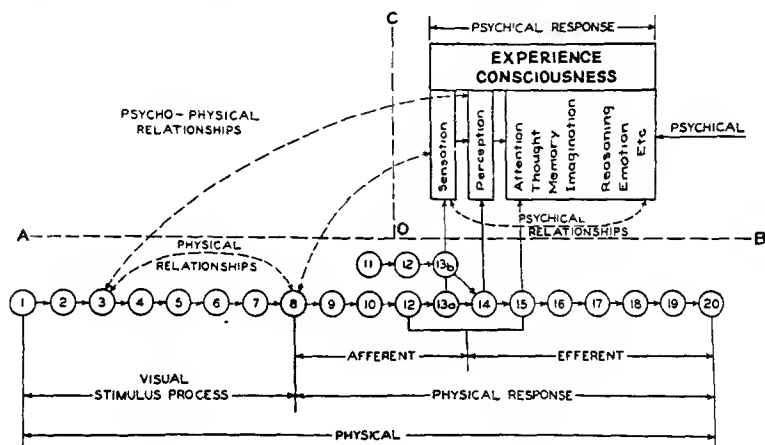 C
PSYCHICAL RESPONSE
EXPERIENCE
CONSCIOUSNESS
PSYCHO-PHYSICAL
RELATIONSHIPS
Sensation
Perception
Attention
Thought
Memory
Imagination
Reasoning
Emotion
Etc
PSYCHICAL
A
O
B
PSYCHICAL
RELATIONSHIPS
PHYSICAL
RELATIONSHIPS
11 12 13b
1 2 3 4 5 6 7 8 9 10 12 13a 14 15 16 17 18 19 20
AFFERENT
EFFERENT
VISUAL
STIMULUS PROCESS
PHYSICAL RESPONSE
PHYSICAL